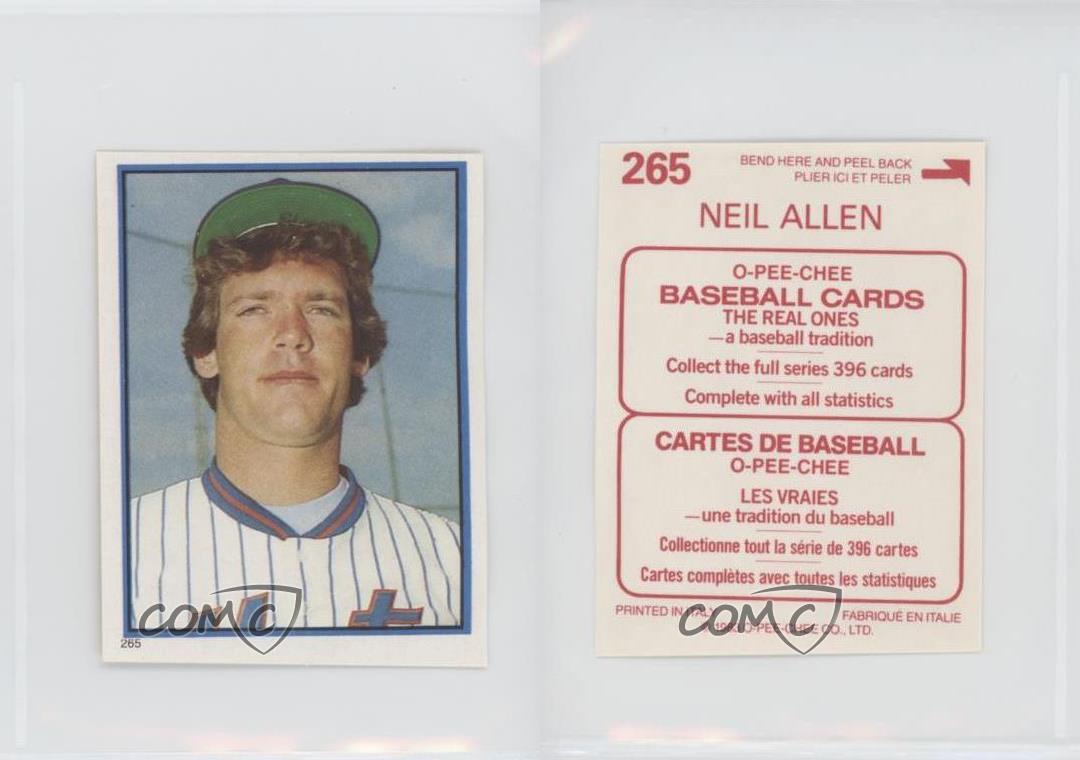 265
COMC
265
BEND HERE AND PEEL BACK
PLIER ICI ET PELER
NEIL ALLEN
O-PEE-CHEE
BASEBALL CARDS
THE REAL ONES
—a baseball tradition
Collect the full series 396 cards
Complete with all statistics
CARTES DE BASEBALL
O-PEE-CHEE
LES VRAIES
—une tradition du baseball
Collectionne tout la série de 396 cartes
Cartes complètes avec toutes les statistiques
PRINTED IN ITALY
FABRIQUÉ EN ITALIE
O-PEE-CHEE CO., LTD.
COMC